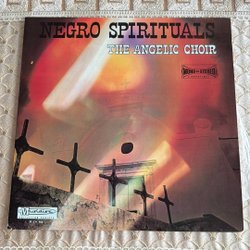 NEGRO SPIRITUALS
THE ANGELIC CHOIR